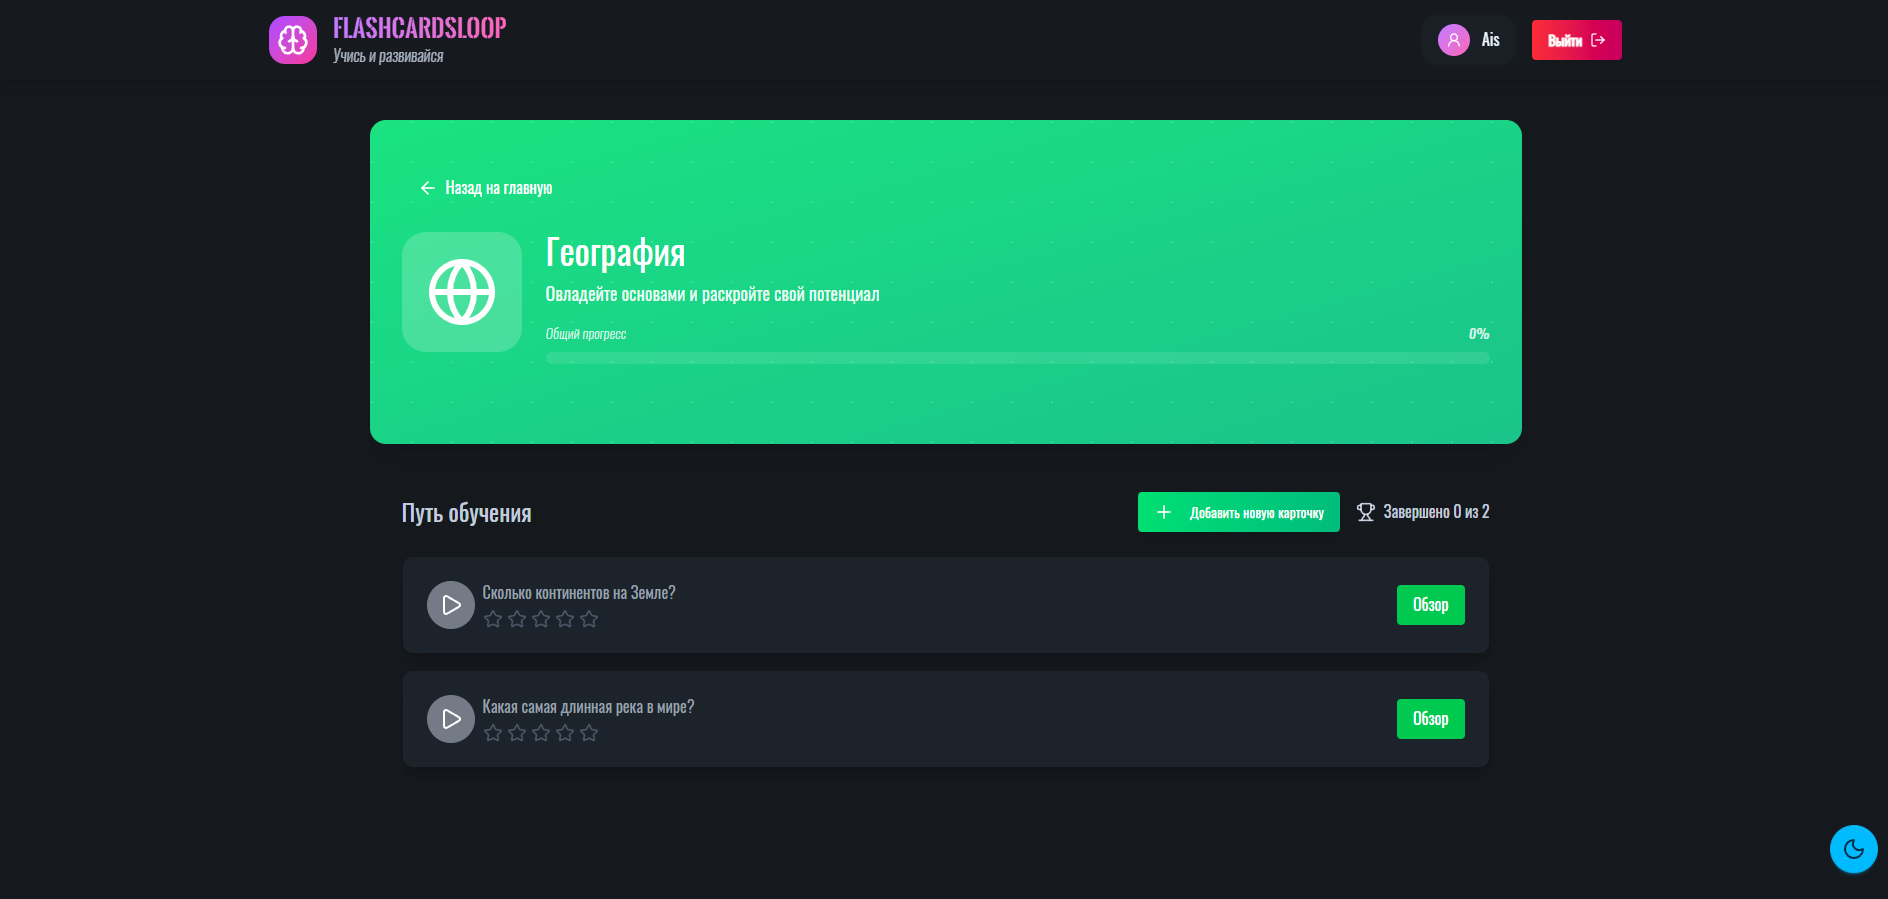 FLASHCARDSLOOP
Учись и развивайся
Ais
Выйти
Назад на главную
География
Овладейте основами и раскройте свой потенциал
Общий прогресс
0%
Путь обучения
Добавить новую карточку
Завершено 0 из 2
Сколько континентов на Земле?
Обзор
Какая самая длинная река в мире?
Обзор